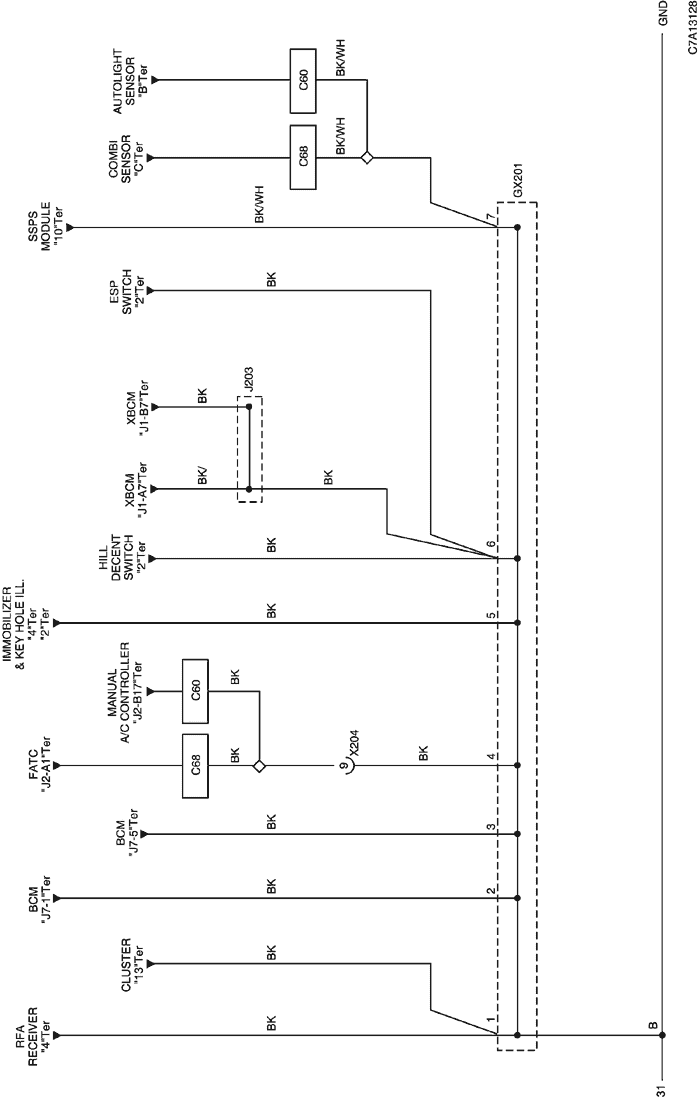 RFA
RECEIVER
"4"Ter
CLUSTER
"13"Ter
BCM
"J7-1"Ter
BCM
"J7-5"Ter
FATC
"J2-A1"Ter
MANUAL
A/C CONTROLLER
"J2-B17"Ter
IMMOBILIZER
& KEY HOLE ILL.
"4"Ter
"2"Ter
HILL
DECENT
SWITCH
"2"Ter
XBCM
"J1-A7"Ter
XBCM
"J1-B7"Ter
ESP
SWITCH
"2"Ter
SSPS
MODULE
"10"Ter
COMBI
SENSOR
"C"Ter
AUTOLIGHT
SENSOR
"B"Ter
C68
C60
C68
C60
BK
BK
BK
BK
BK
BK
BK
BK
BK/
BK
BK
BK/WH
BK/WH
BK/WH
J203
BK
9
X204
BK
1
2
3
4
5
6
7
GX201
B
31
GND
C7A13128